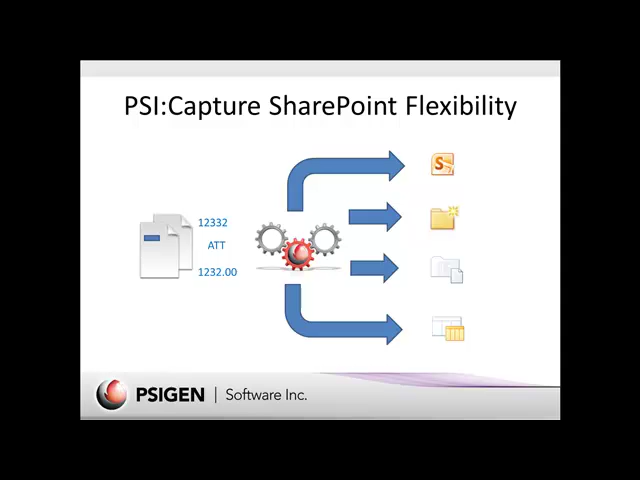 PSI:Capture SharePoint Flexibility
12332
ATT
1232.00
S
PSIGEN | Software Inc.